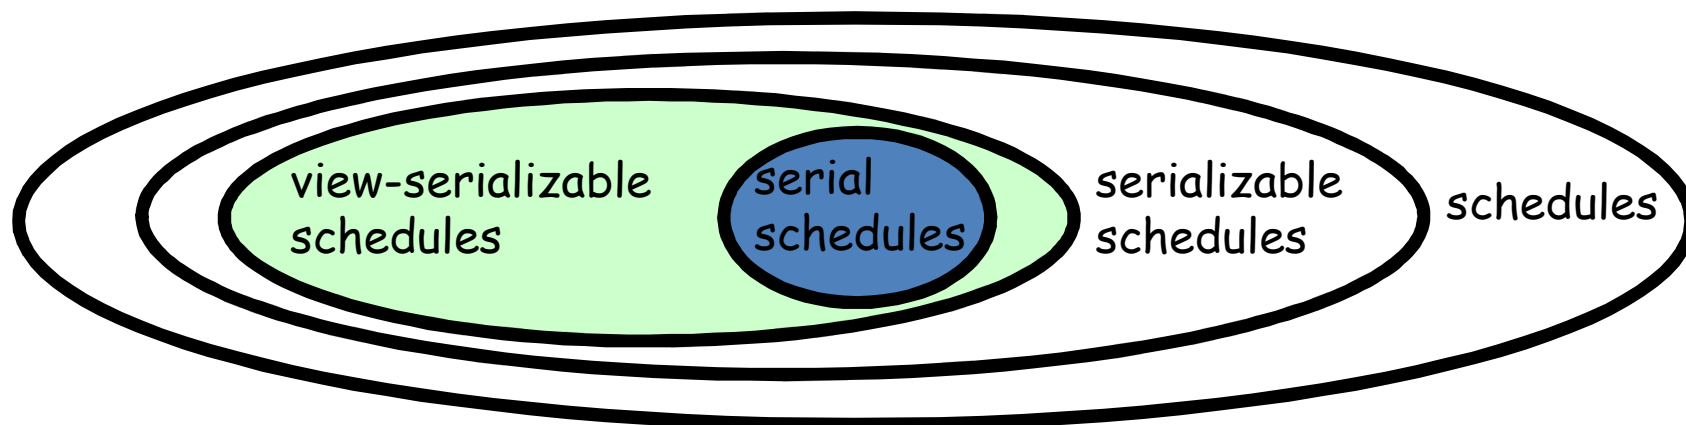 view-serializable
schedules
serial
schedules
serializable
schedules
schedules